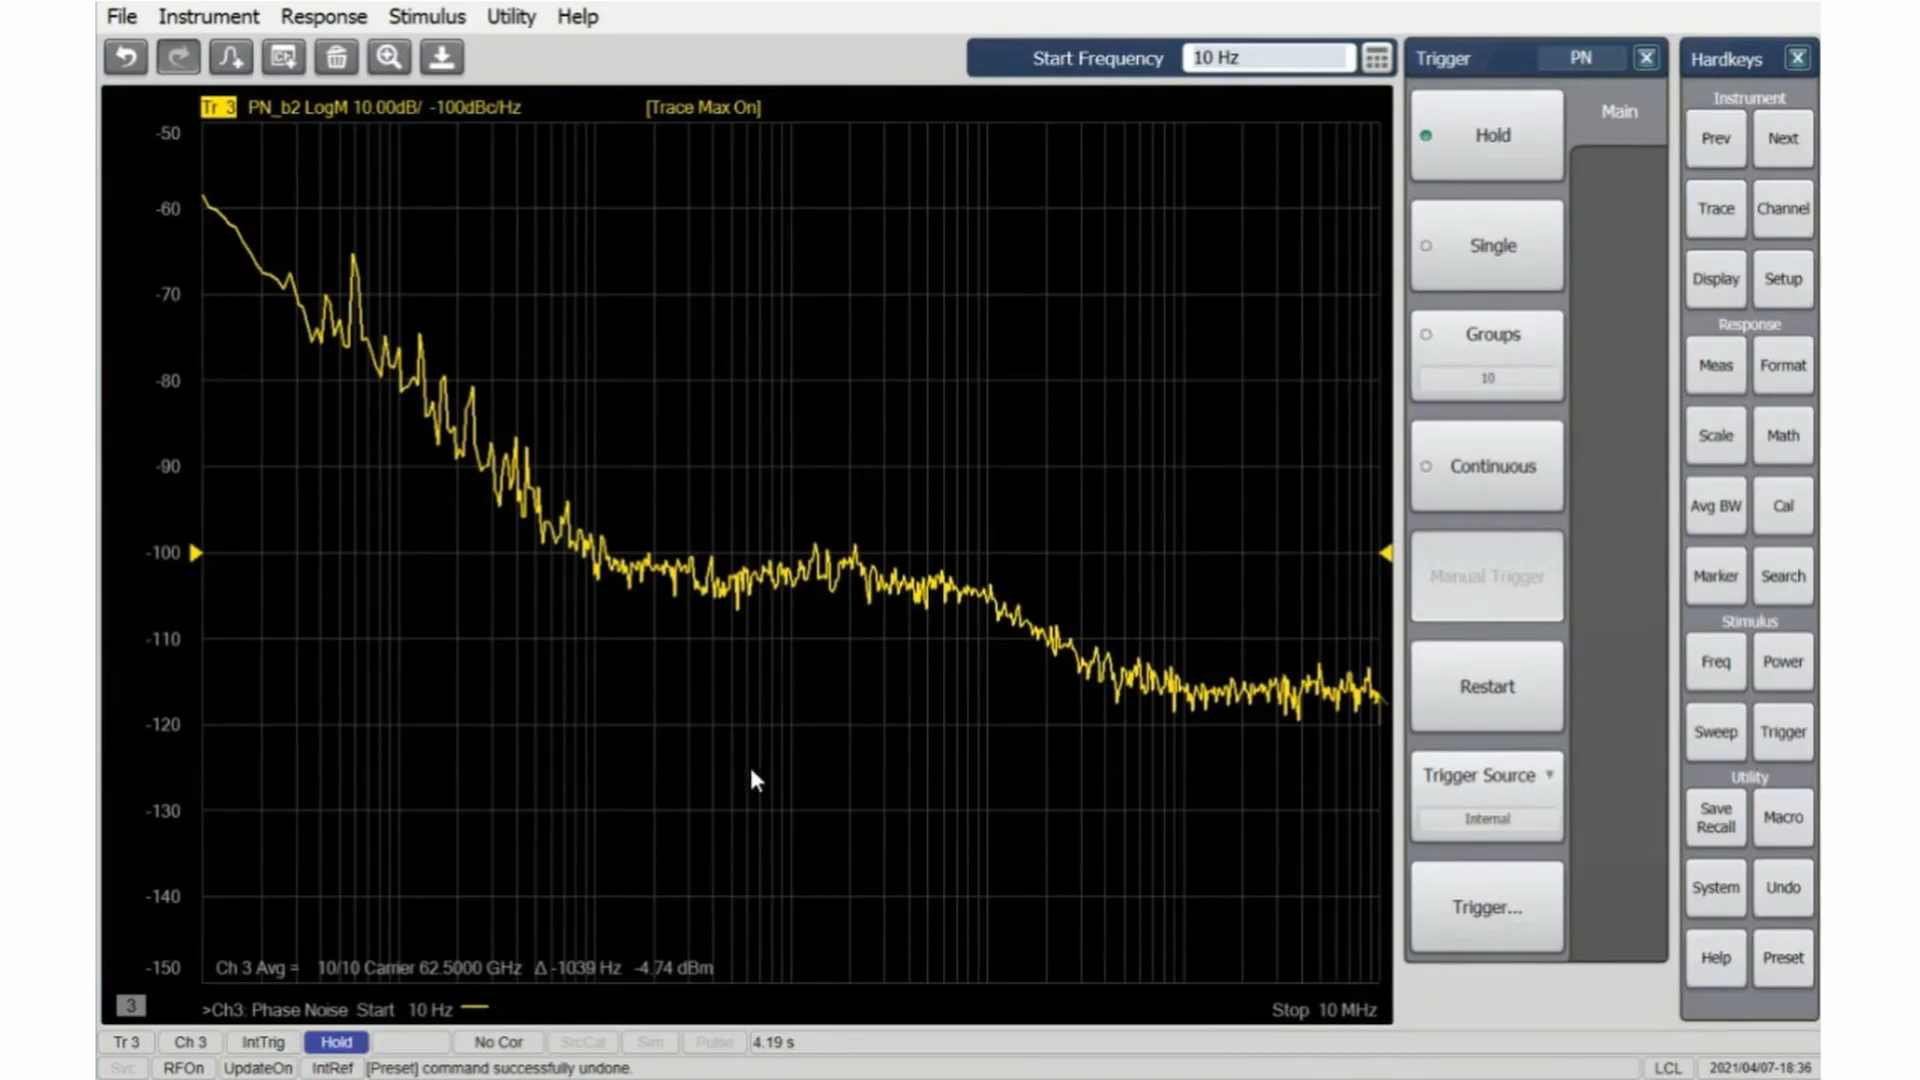 File Instrument Response Stimulus Utility Help
Start Frequency 10 Hz
Tr 3 PN_b2 LogM 10.00dB/ -100dBc/Hz [Trace Max On]
-50
-60
-70
-80
-90
-100
-110
-120
-130
-140
-150
Ch 3 Avg = 10/10 Carrier 62.5000 GHz Δ -1039 Hz -4.74 dBm
3
>Ch3: Phase Noise Start 10 Hz
Stop 10 MHz
Trigger PN
Main
Hold
Single
Groups
10
Continuous
Manual Trigger
Restart
Trigger Source
Internal
Trigger...
Hardkeys
Instrument
Prev Next
Trace Channel
Display Setup
Response
Meas Format
Scale Math
Avg BW Cal
Marker Search
Stimulus
Freq Power
Sweep Trigger
Utility
Save Recall Macro
System Undo
Help Preset
Tr 3 Ch 3 IntTrig Hold No Cor SrcCal Sim Pulse 4.19 s
Svc RFOn UpdateOn IntRef [Preset] command successfully undone. LCL 2021/04/07-18:36